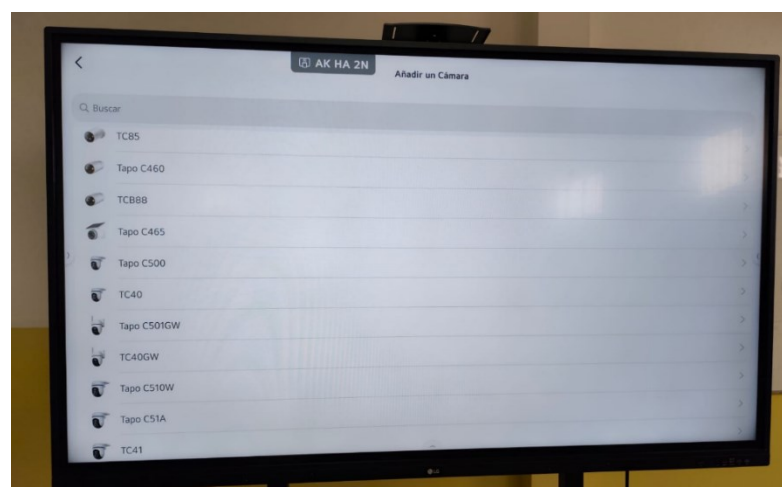 AK HA 2N
Añadir un Cámara
Buscar
TC85
Tapo C460
TCB88
Tapo C465
Tapo C500
TC40
Tapo C501GW
TC40GW
Tapo C510W
Tapo C51A
TC41
LG